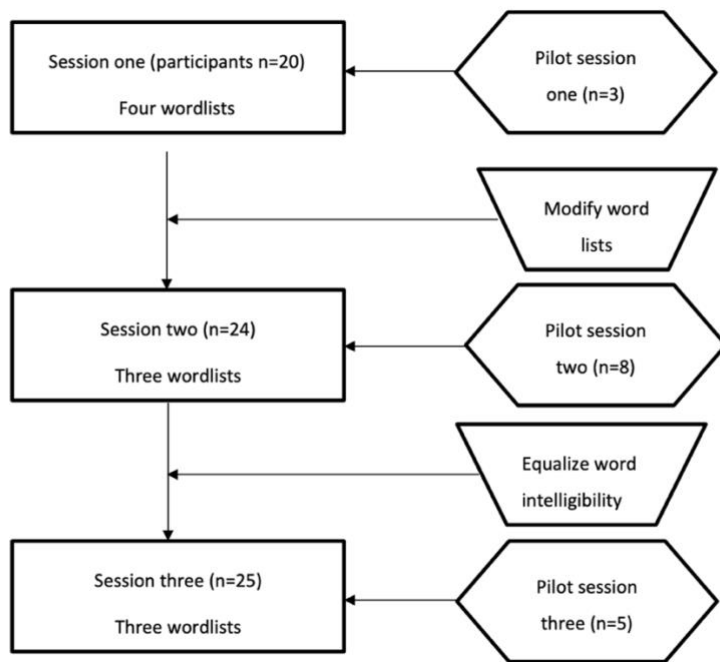 Session one (participants n=20)
Four wordlists
Pilot session
one (n=3)
Modify word
lists
Session two (n=24)
Three wordlists
Pilot session
two (n=8)
Equalize word
intelligibility
Session three (n=25)
Three wordlists
Pilot session
three (n=5)